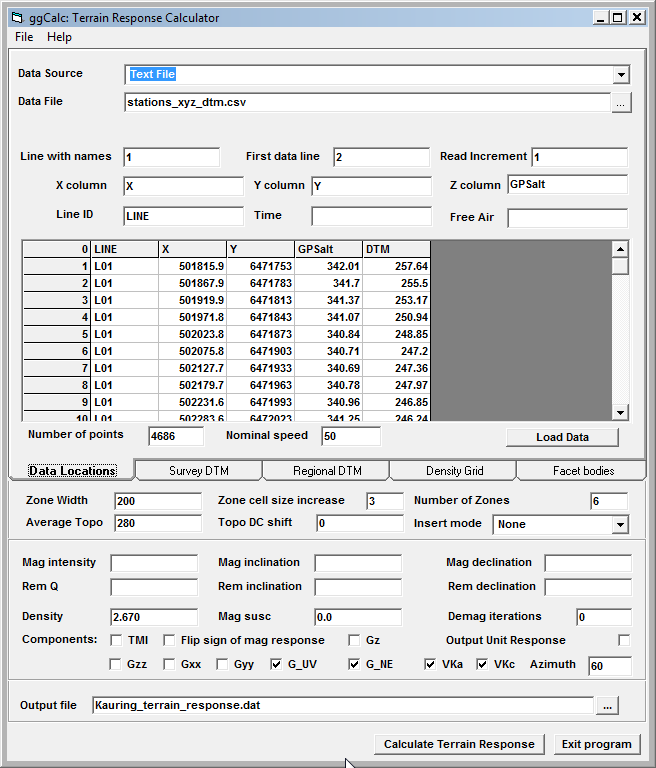 ggCalc: Terrain Response Calculator
File Help
Data Source Text File
Data File stations_xyz_dtm.csv ...
Line with names 1 First data line 2 Read Increment 1
X column X Y column Y Z column GPSalt
Line ID LINE Time Free Air
0 LINE X Y GPSalt DTM
1 L01 501815.9 6471753 342.01 257.64
2 L01 501867.9 6471783 341.7 255.5
3 L01 501919.9 6471813 341.37 253.17
4 L01 501971.8 6471843 341.07 250.94
5 L01 502023.8 6471873 340.84 248.85
6 L01 502075.8 6471903 340.71 247.2
7 L01 502127.7 6471933 340.69 247.36
8 L01 502179.7 6471963 340.78 247.97
9 L01 502231.6 6471993 340.96 246.85
10 L01 502283.6 6472023 341.25 246.24
Number of points 4686 Nominal speed 50 Load Data
Data Locations Survey DTM Regional DTM Density Grid Facet bodies
Zone Width 200 Zone cell size increase 3 Number of Zones 6
Average Topo 280 Topo DC shift 0 Insert mode None
Mag intensity Mag inclination Mag declination
Rem Q Rem inclination Rem declination
Density 2.670 Mag susc 0.0 Demag iterations 0
Components: TMI Flip sign of mag response Gz Output Unit Response
Gzz Gxx Gyy G_UV G_NE VKa VKc Azimuth 60
Output file Kauring_terrain_response.dat ...
Calculate Terrain Response Exit program